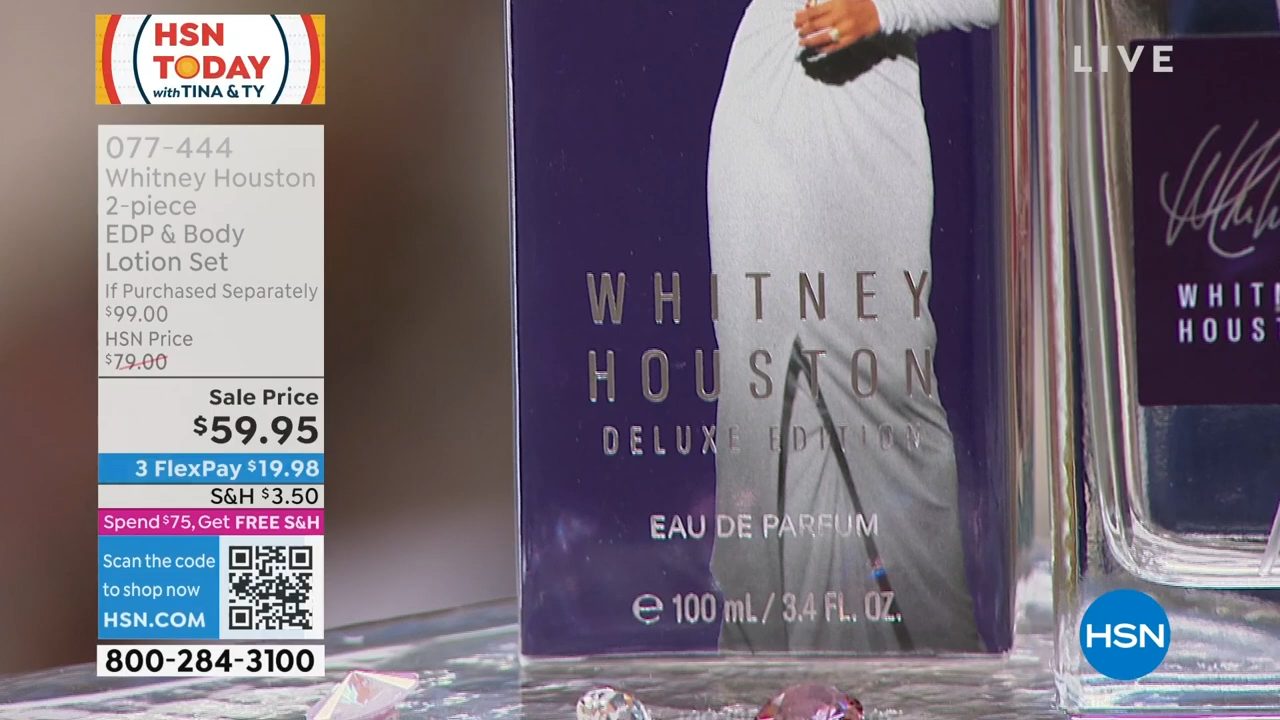 HSN
TODAY
with TINA & TY
077-444
Whitney Houston
2-piece
EDP & Body
Lotion Set
If Purchased Separately
$99.00
HSN Price
$79.00
Sale Price
$59.95
3 FlexPay $19.98
S&H $3.50
Spend $75, Get FREE S&H
Scan the code
to shop now
HSN.COM
800-284-3100
WHITNEY
HOUSTON
DELUXE EDITION
EAU DE PARFUM
e 100 mL / 3.4 FL. OZ.
LIVE
WHIT
HOUS
HSN